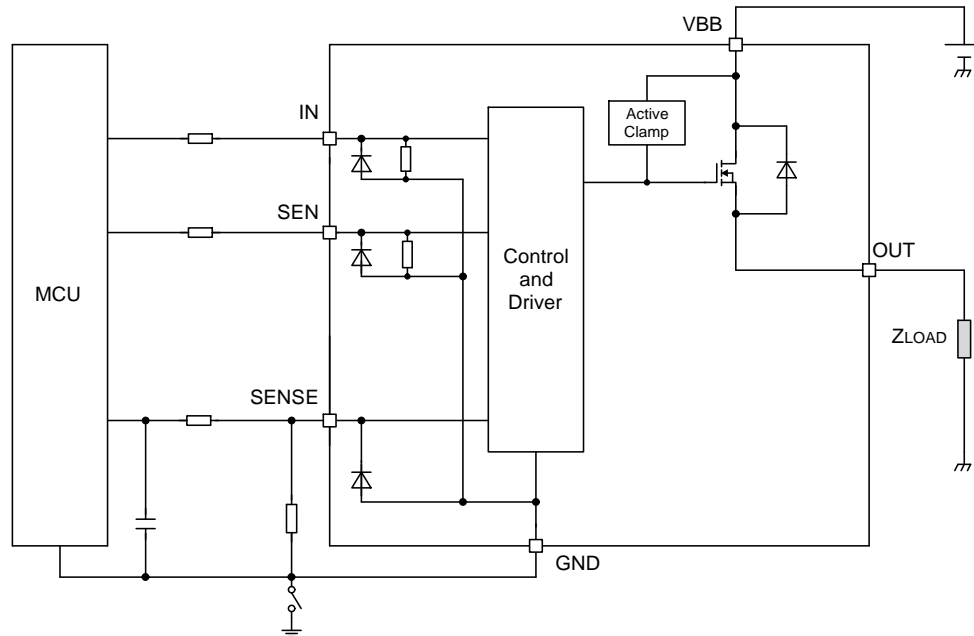 VBB
IN
Active
Clamp
SEN
Control
and
Driver
OUT
MCU
ZLOAD
SENSE
GND